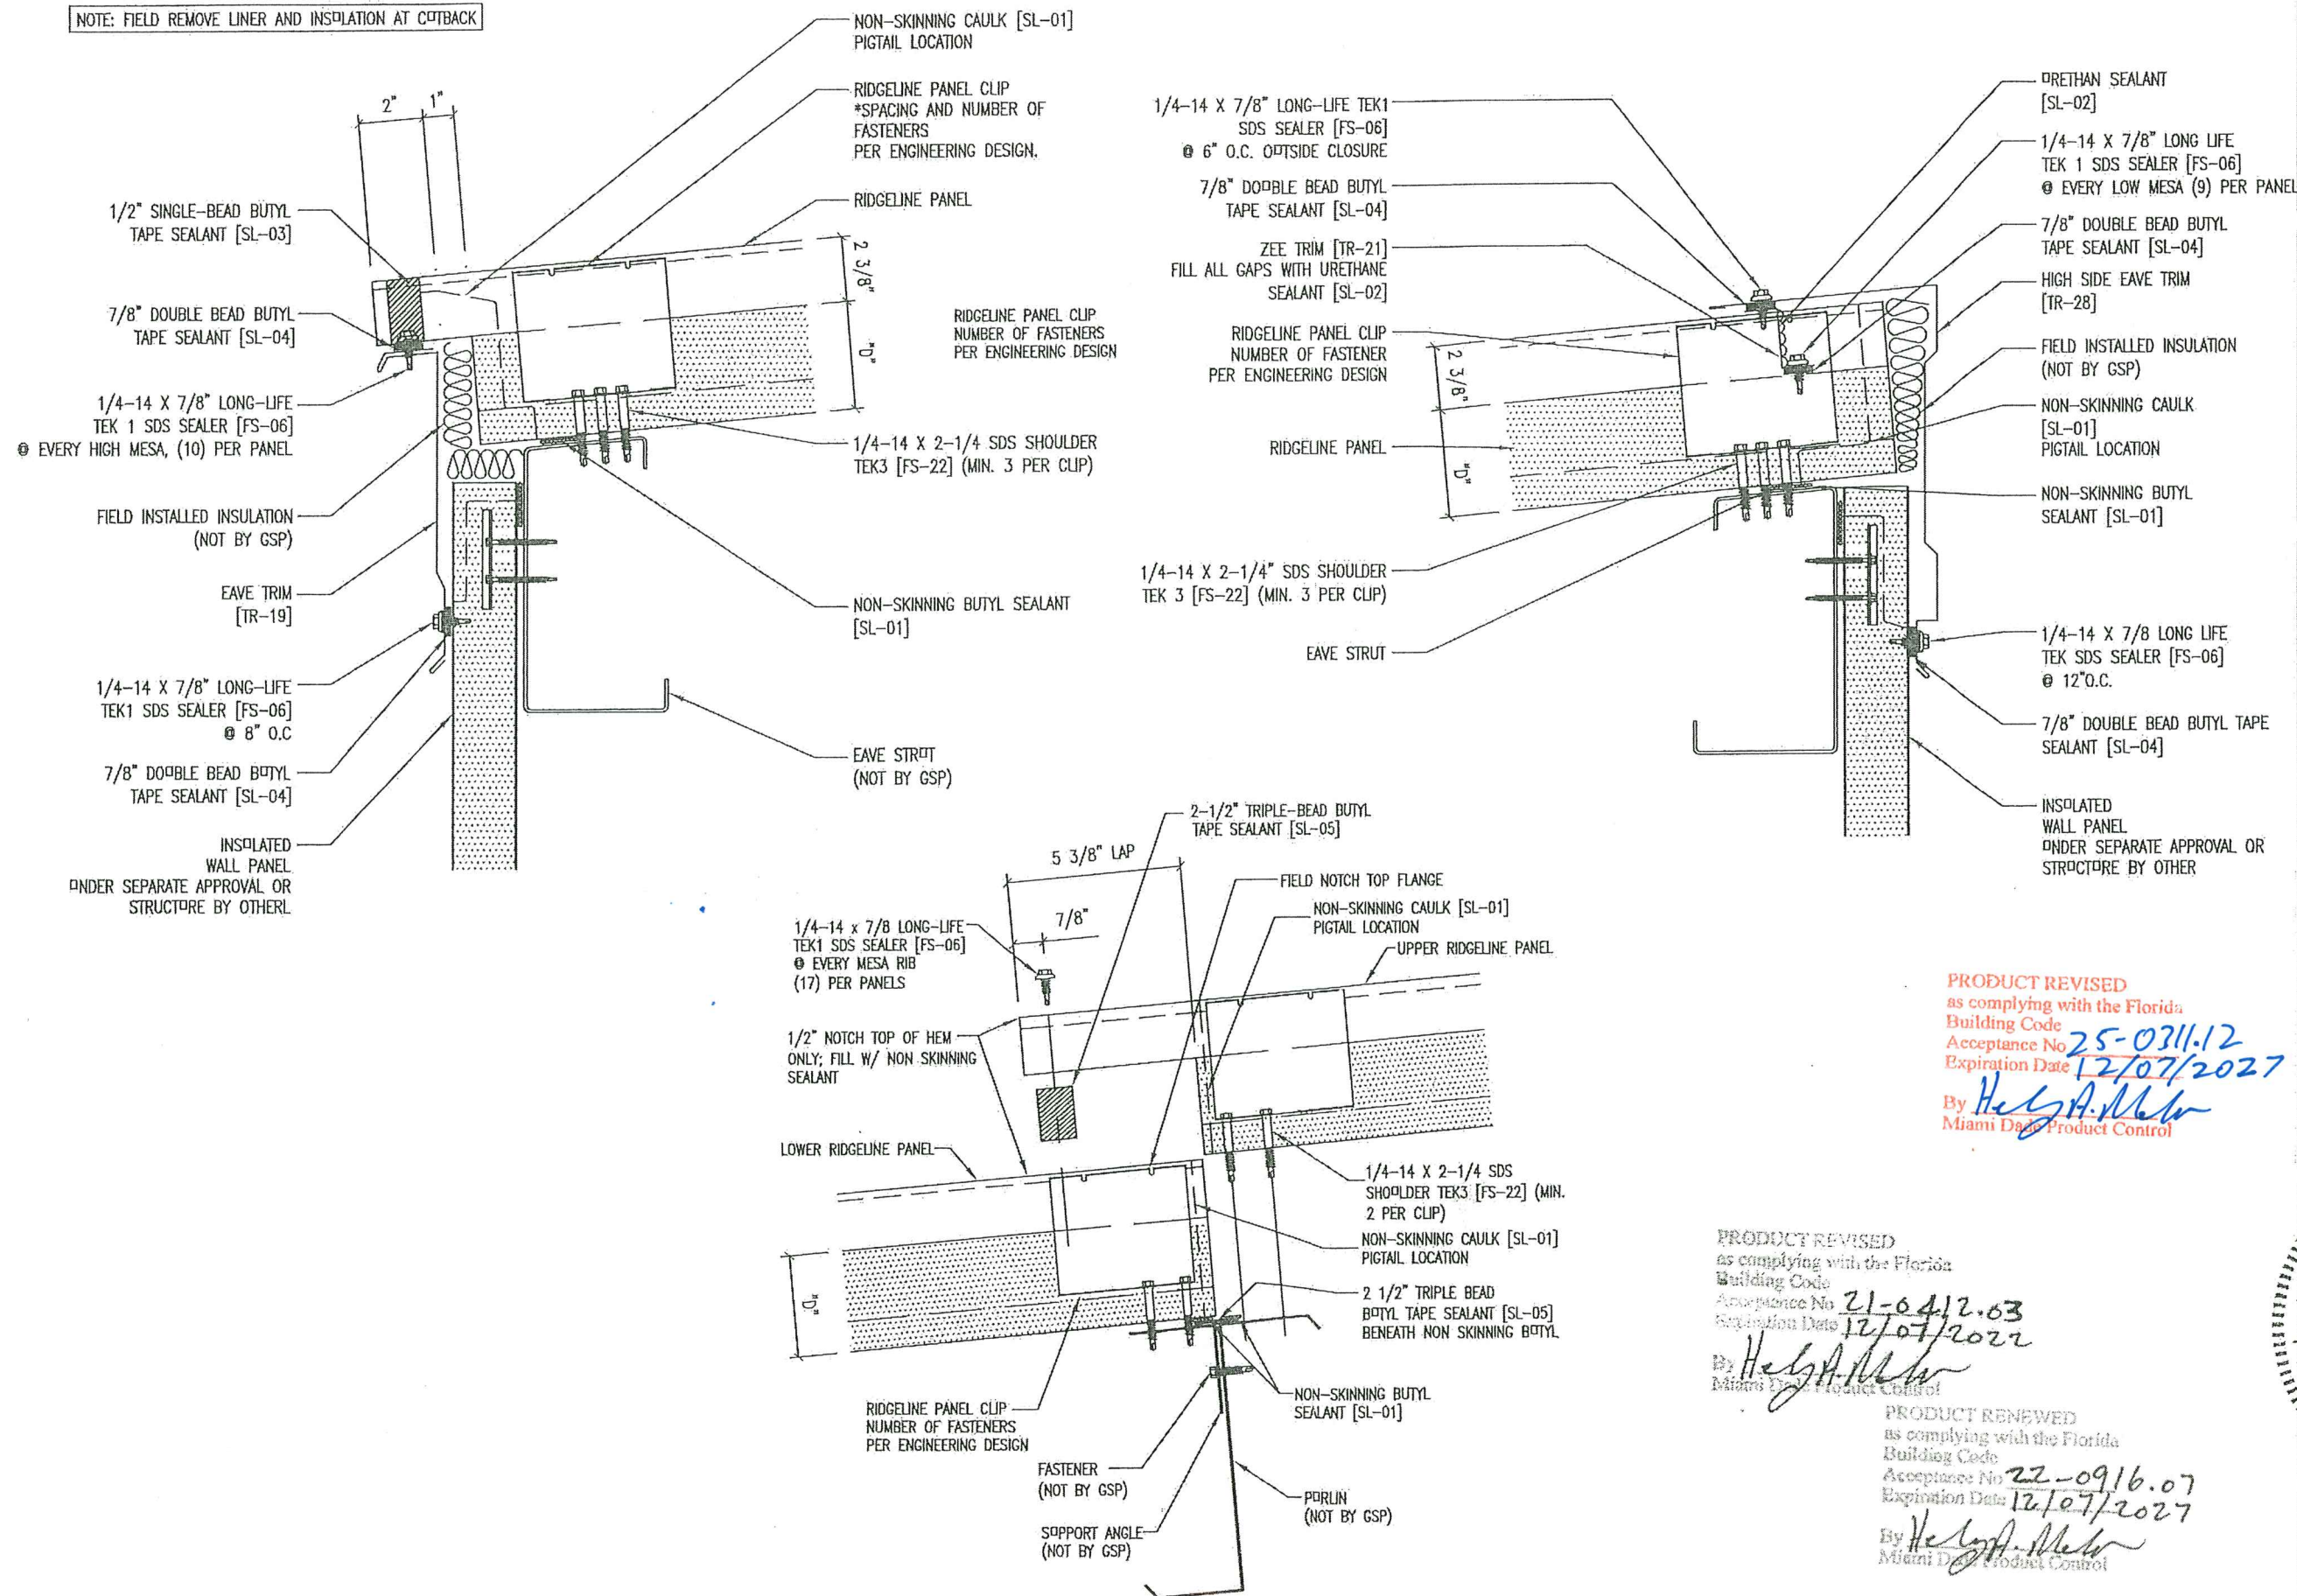 NOTE: FIELD REMOVE LINER AND INSULATION AT CUTBACK
2"
1"
NON-SKINNING CAULK [SL-01]
PIGTAIL LOCATION
RIDGELINE PANEL CLIP
*SPACING AND NUMBER OF
FASTENERS
PER ENGINEERING DESIGN.
RIDGELINE PANEL
1/2" SINGLE-BEAD BUTYL
TAPE SEALANT [SL-03]
7/8" DOUBLE BEAD BUTYL
TAPE SEALANT [SL-04]
2 3/8"
"D"
RIDGELINE PANEL CLIP
NUMBER OF FASTENERS
PER ENGINEERING DESIGN
1/4-14 X 7/8" LONG-LIFE
TEK 1 SDS SEALER [FS-06]
@ EVERY HIGH MESA, (10) PER PANEL
1/4-14 X 2-1/4 SDS SHOULDER
TEK3 [FS-22] (MIN. 3 PER CLIP)
FIELD INSTALLED INSULATION
(NOT BY GSP)
EAVE TRIM
[TR-19]
NON-SKINNING BUTYL SEALANT
[SL-01]
1/4-14 X 7/8" LONG-LIFE
TEK1 SDS SEALER [FS-06]
@ 8" O.C
EAVE STRUT
(NOT BY GSP)
7/8" DOUBLE BEAD BUTYL
TAPE SEALANT [SL-04]
INSULATED
WALL PANEL
UNDER SEPARATE APPROVAL OR
STRUCTURE BY OTHERL
1/4-14 X 7/8" LONG-LIFE TEK1
SDS SEALER [FS-06]
@ 6" O.C. OUTSIDE CLOSURE
7/8" DOUBLE BEAD BUTYL
TAPE SEALANT [SL-04]
ZEE TRIM [TR-21]
FILL ALL GAPS WITH URETHANE
SEALANT [SL-02]
RIDGELINE PANEL CLIP
NUMBER OF FASTENER
PER ENGINEERING DESIGN
2 3/8"
RIDGELINE PANEL
"D"
1/4-14 X 2-1/4" SDS SHOULDER
TEK 3 [FS-22] (MIN. 3 PER CLIP)
EAVE STRUT
URETHAN SEALANT
[SL-02]
1/4-14 X 7/8" LONG LIFE
TEK 1 SDS SEALER [FS-06]
@ EVERY LOW MESA (9) PER PANEL
7/8" DOUBLE BEAD BUTYL
TAPE SEALANT [SL-04]
HIGH SIDE EAVE TRIM
[TR-28]
FIELD INSTALLED INSULATION
(NOT BY GSP)
NON-SKINNING CAULK
[SL-01]
PIGTAIL LOCATION
NON-SKINNING BUTYL
SEALANT [SL-01]
1/4-14 X 7/8 LONG LIFE
TEK SDS SEALER [FS-06]
@ 12"O.C.
7/8" DOUBLE BEAD BUTYL TAPE
SEALANT [SL-04]
INSULATED
WALL PANEL
UNDER SEPARATE APPROVAL OR
STRUCTURE BY OTHER
2-1/2" TRIPLE-BEAD BUTYL
TAPE SEALANT [SL-05]
5 3/8" LAP
7/8"
FIELD NOTCH TOP FLANGE
NON-SKINNING CAULK [SL-01]
PIGTAIL LOCATION
UPPER RIDGELINE PANEL
1/4-14 x 7/8 LONG-LIFE
TEK1 SDS SEALER [FS-06]
@ EVERY MESA RIB
(17) PER PANELS
1/2" NOTCH TOP OF HEM
ONLY; FILL W/ NON SKINNING
SEALANT
LOWER RIDGELINE PANEL
1/4-14 X 2-1/4 SDS
SHOULDER TEK3 [FS-22] (MIN.
2 PER CLIP)
NON-SKINNING CAULK [SL-01]
PIGTAIL LOCATION
"D"
2 1/2" TRIPLE BEAD
BUTYL TAPE SEALANT [SL-05]
BENEATH NON SKINNING BUTYL
NON-SKINNING BUTYL
SEALANT [SL-01]
RIDGELINE PANEL CLIP
NUMBER OF FASTENERS
PER ENGINEERING DESIGN
FASTENER
(NOT BY GSP)
PURLIN
(NOT BY GSP)
SUPPORT ANGLE
(NOT BY GSP)
PRODUCT REVISED
as complying with the Florida
Building Code
Acceptance No 25-0311.12
Expiration Date 12/07/2027
By
Miami Dade Product Control
PRODUCT REVISED
as complying with the Florida
Building Code
Acceptance No 21-0412.03
Expiration Date 12/07/2022
By
Miami Dade Product Control
PRODUCT RENEWED
as complying with the Florida
Building Code
Acceptance No 22-0916.07
Expiration Date 12/07/2027
By
Miami Dade Product Control